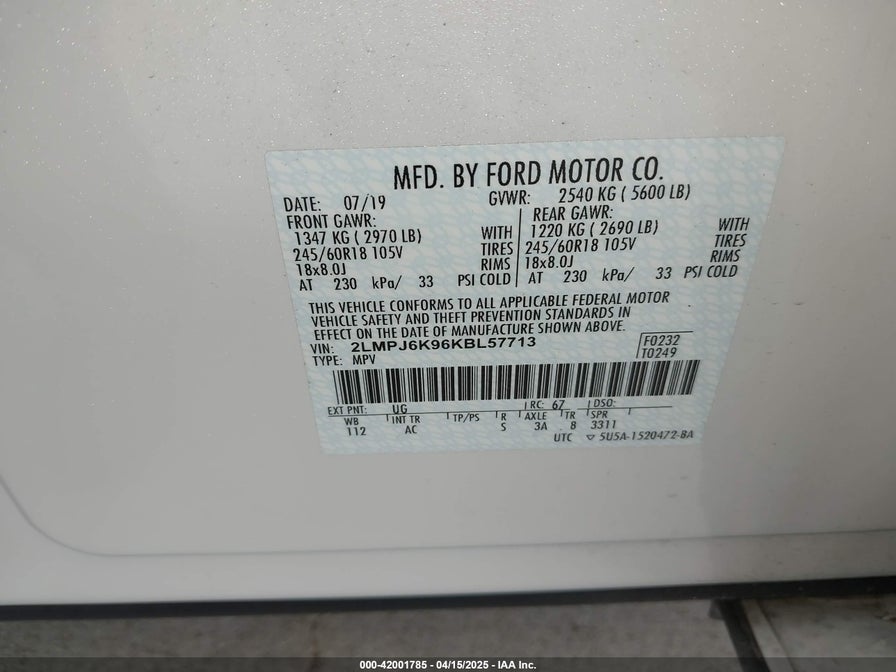 MFD. BY FORD MOTOR CO.
DATE: 07/19 GVWR: 2540 KG ( 5600 LB)
FRONT GAWR:
1347 KG ( 2970 LB) WITH
245/60R18 105V TIRES
18x8.0J RIMS
AT 230 kPa/ 33 PSI COLD
REAR GAWR:
1220 KG ( 2690 LB) WITH
245/60R18 105V TIRES
18x8.0J RIMS
AT 230 kPa/ 33 PSI COLD
THIS VEHICLE CONFORMS TO ALL APPLICABLE FEDERAL MOTOR
VEHICLE SAFETY AND THEFT PREVENTION STANDARDS IN
EFFECT ON THE DATE OF MANUFACTURE SHOWN ABOVE.
VIN: 2LMPJ6K96KBL57713
TYPE: MPV
F0232
T0249
EXT PNT: UG RC: 67 DSO:
WB INT TR TP/PS R AXLE TR SPR
112 AC S 3A 8 3311
UTC ▽ 5U5A-1520472-BA
000-42001785 - 04/15/2025 - IAA Inc.